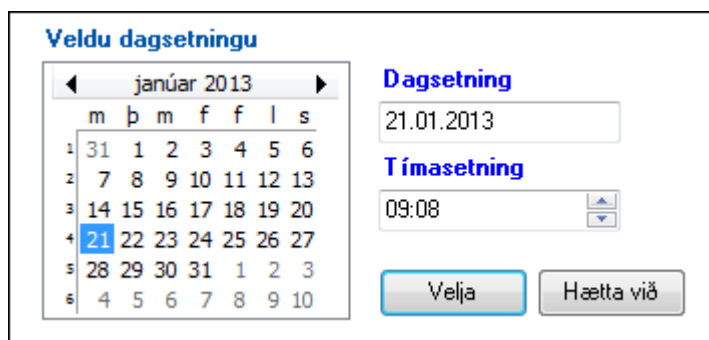 Veldu dagsetningu
janúar 2013
m þ m f f l s
1 31 1 2 3 4 5 6
2 7 8 9 10 11 12 13
3 14 15 16 17 18 19 20
4 21 22 23 24 25 26 27
5 28 29 30 31 1 2 3
6 4 5 6 7 8 9 10
Dagsetning
21.01.2013
Tímasetning
09:08
Velja Hætta við